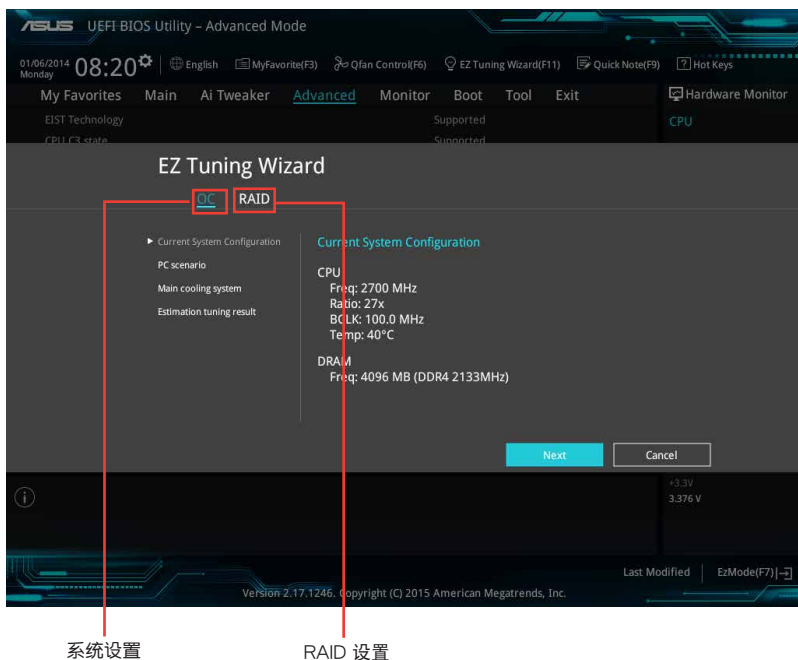 ASUS UEFI BIOS Utility – Advanced Mode
01/06/2014 Monday 08:20 English MyFavorite(F3) Qfan Control(F6) EZ Tuning Wizard(F11) Quick Note(F9) ? Hot Keys
My Favorites Main Ai Tweaker Advanced Monitor Boot Tool Exit Hardware Monitor
EIST Technology Supported CPU
CPU C3 state Supported
EZ Tuning Wizard
OC RAID
Current System Configuration
PC scenario
Main cooling system
Estimation tuning result
Current System Configuration
CPU
Freq: 2700 MHz
Ratio: 27x
BCLK: 100.0 MHz
Temp: 40°C
DRAM
Freq: 4096 MB (DDR4 2133MHz)
Next Cancel
+3.3V
3.376 V
Last Modified EzMode(F7)
Version 2.17.1246. Copyright (C) 2015 American Megatrends, Inc.
系统设置 RAID 设置